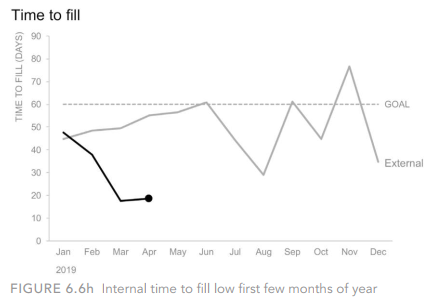 Time to fill
TIME TO FILL (DAYS)
90
80
70
60
50
40
30
20
10
0
GOAL
External
Jan Feb Mar Apr May Jun Jul Aug Sep Oct Nov Dec
2019
FIGURE 6.6h Internal time to fill low first few months of year